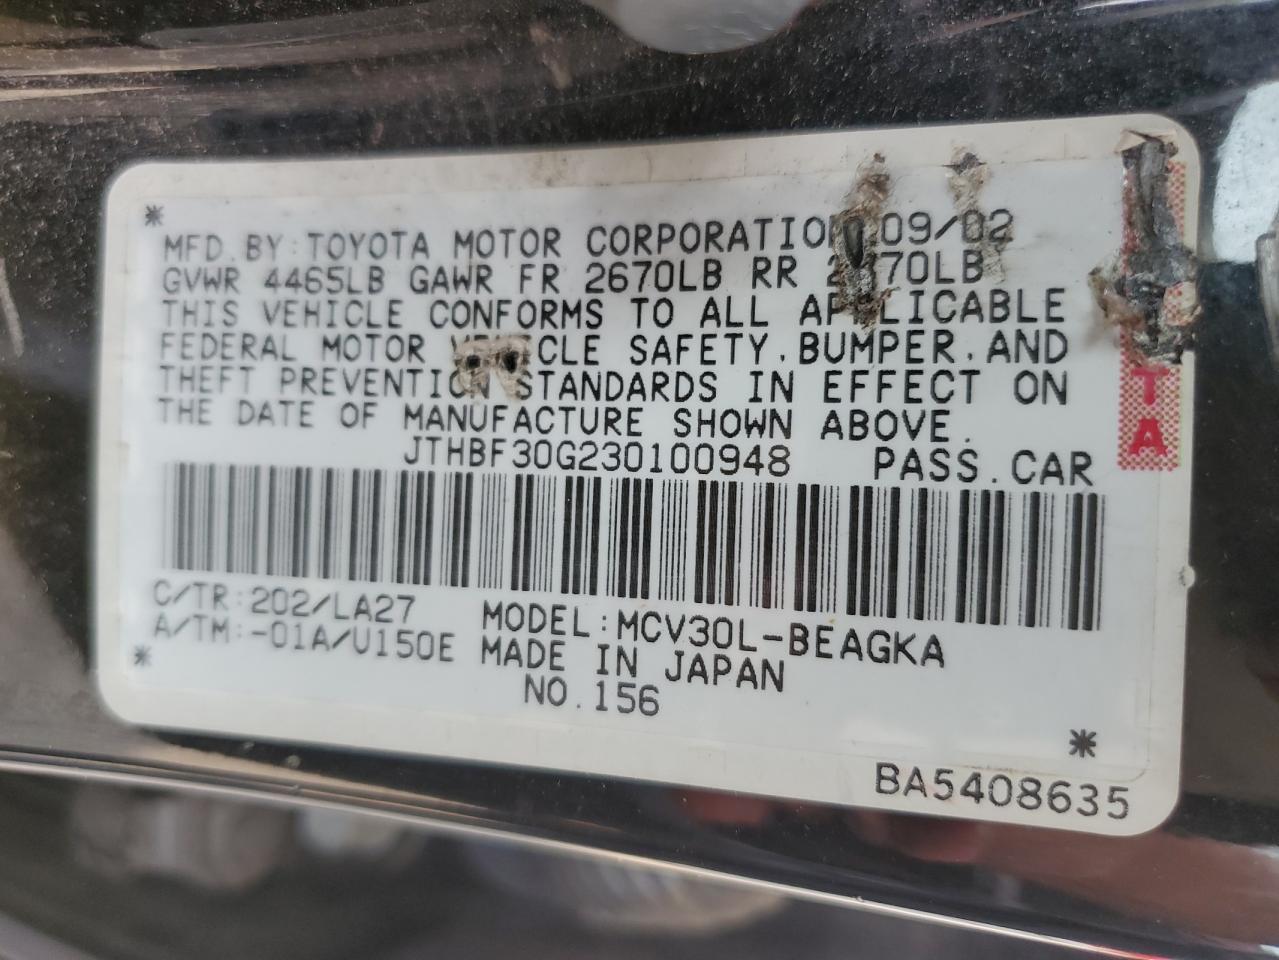 *
MFD. BY: TOYOTA MOTOR CORPORATION 09/02
GVWR 4465LB GAWR FR 2670LB RR LB
THIS VEHICLE CONFORMS TO ALL APPLICABLE
FEDERAL MOTOR VEHICLE SAFETY, BUMPER, AND
THEFT PREVENTION STANDARDS IN EFFECT ON
THE DATE OF MANUFACTURE SHOWN ABOVE.
JTHBF30G230100948 PASS. CAR
C/TR: 202/LA27 MODEL: MCV30L-BEAGKA
A/TM: -01A/U150E MADE IN JAPAN
* NO. 156
*
BA5408635
TA